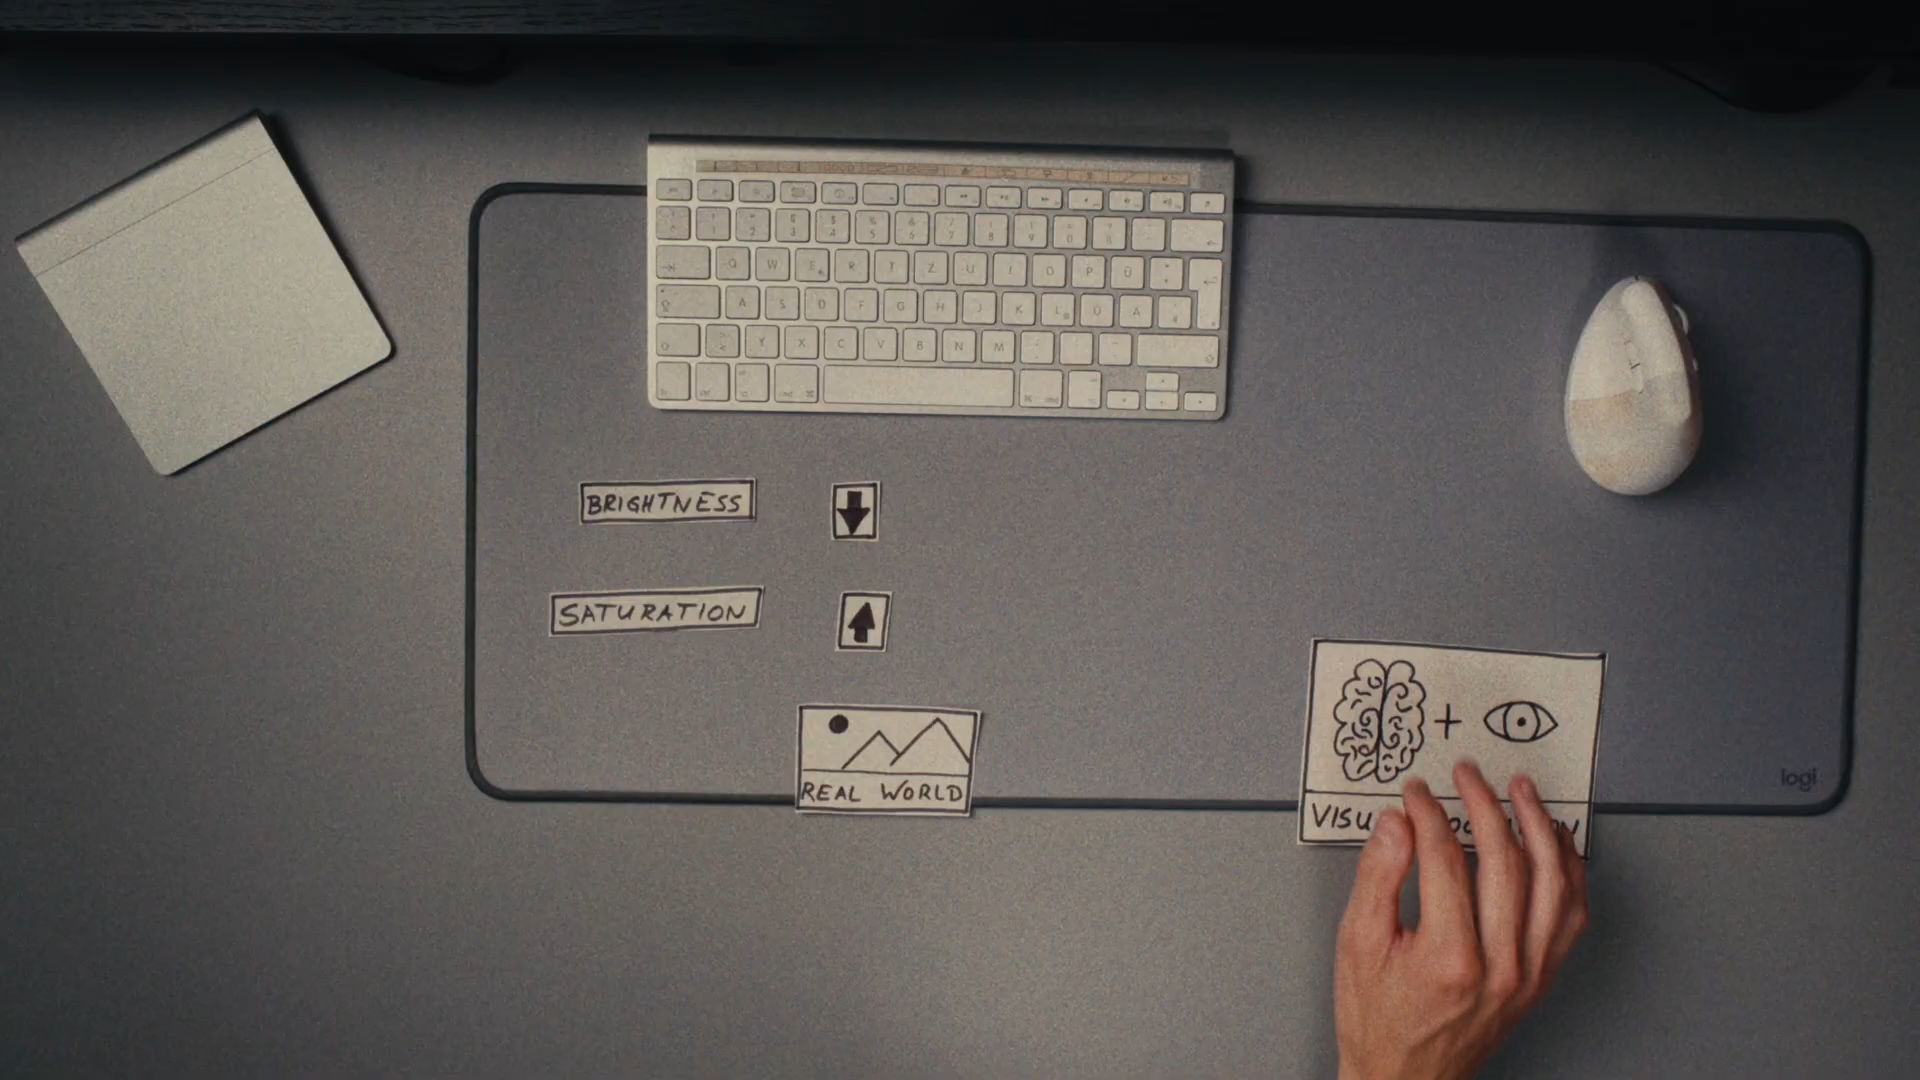 Q W E R T Z U I O P Ü
A S D F G H J K L Ö Ä
Y X C V B N M
BRIGHTNESS
SATURATION
REAL WORLD
logi